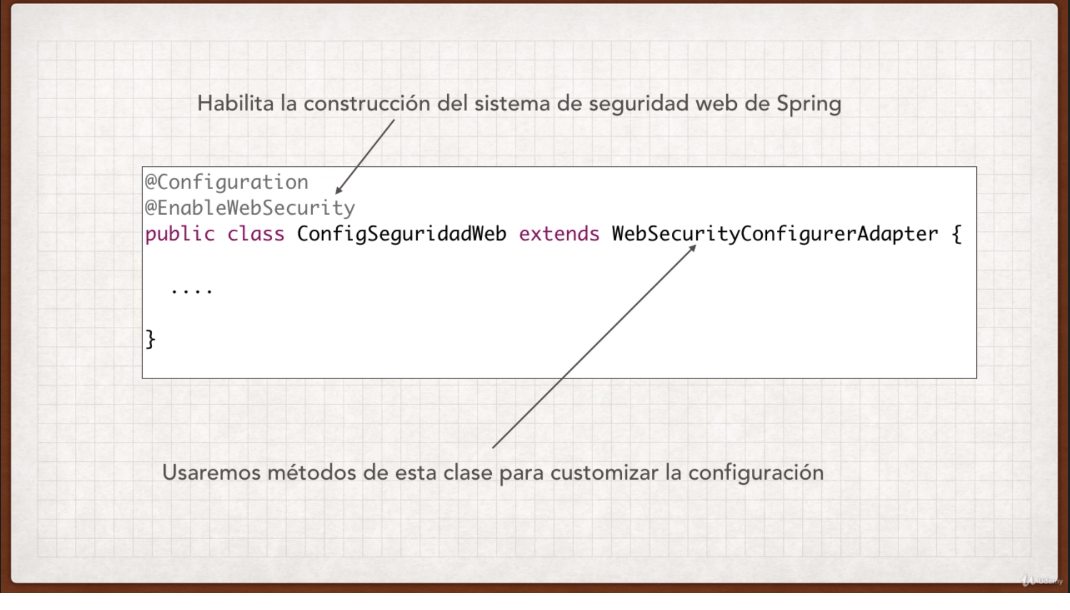 Habilita la construcción del sistema de seguridad web de Spring
@Configuration
@EnableWebSecurity
public class ConfigSeguridadWeb extends WebSecurityConfigurerAdapter {
....
}
Usaremos métodos de esta clase para customizar la configuración
Udemy